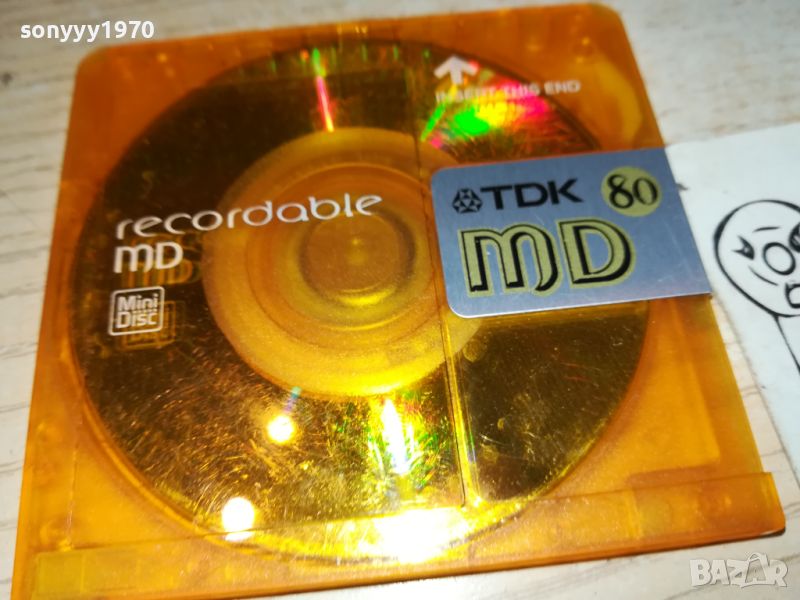 sonyyy1970
INSERT THIS END
TDK 80
MD
recordable
MD
Mini
Disc
BAZAR